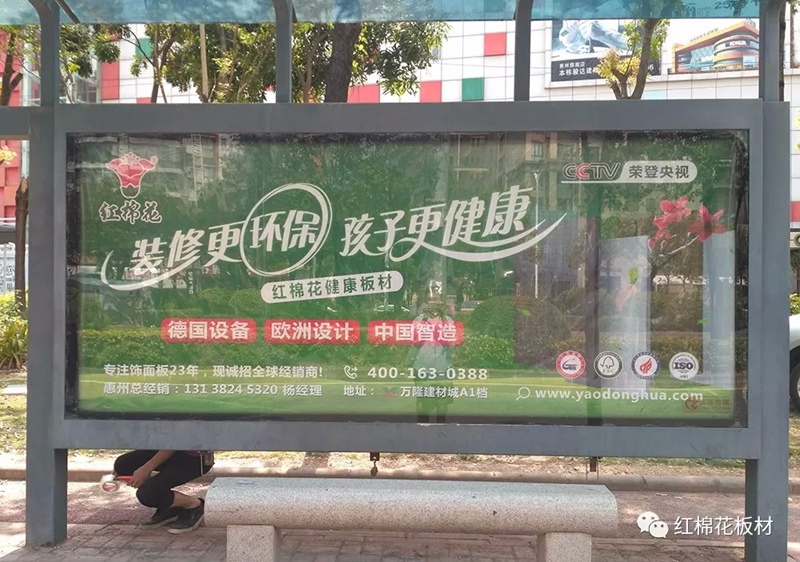 本栋骏达
红棉花
CCTV 荣登央视
装修更环保 孩子更健康
红棉花健康板材
德国设备 欧洲设计 中国智造
专注饰面板23年，现诚招全球经销商! 400-163-0388
惠州总经销：131 3824 5320 杨经理 地址： 万隆建材城A1档 www.yaodonghua.com
ISO
红棉花板材